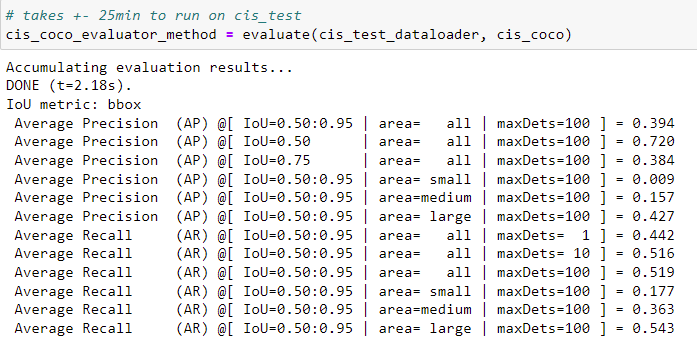 # takes +- 25min to run on cis_test
cis_coco_evaluator_method = evaluate(cis_test_dataloader, cis_coco)
Accumulating evaluation results...
DONE (t=2.18s).
IoU metric: bbox
 Average Precision  (AP) @[ IoU=0.50:0.95 | area=   all | maxDets=100 ] = 0.394
 Average Precision  (AP) @[ IoU=0.50      | area=   all | maxDets=100 ] = 0.720
 Average Precision  (AP) @[ IoU=0.75      | area=   all | maxDets=100 ] = 0.384
 Average Precision  (AP) @[ IoU=0.50:0.95 | area= small | maxDets=100 ] = 0.009
 Average Precision  (AP) @[ IoU=0.50:0.95 | area=medium | maxDets=100 ] = 0.157
 Average Precision  (AP) @[ IoU=0.50:0.95 | area= large | maxDets=100 ] = 0.427
 Average Recall     (AR) @[ IoU=0.50:0.95 | area=   all | maxDets=  1 ] = 0.442
 Average Recall     (AR) @[ IoU=0.50:0.95 | area=   all | maxDets= 10 ] = 0.516
 Average Recall     (AR) @[ IoU=0.50:0.95 | area=   all | maxDets=100 ] = 0.519
 Average Recall     (AR) @[ IoU=0.50:0.95 | area= small | maxDets=100 ] = 0.177
 Average Recall     (AR) @[ IoU=0.50:0.95 | area=medium | maxDets=100 ] = 0.363
 Average Recall     (AR) @[ IoU=0.50:0.95 | area= large | maxDets=100 ] = 0.543